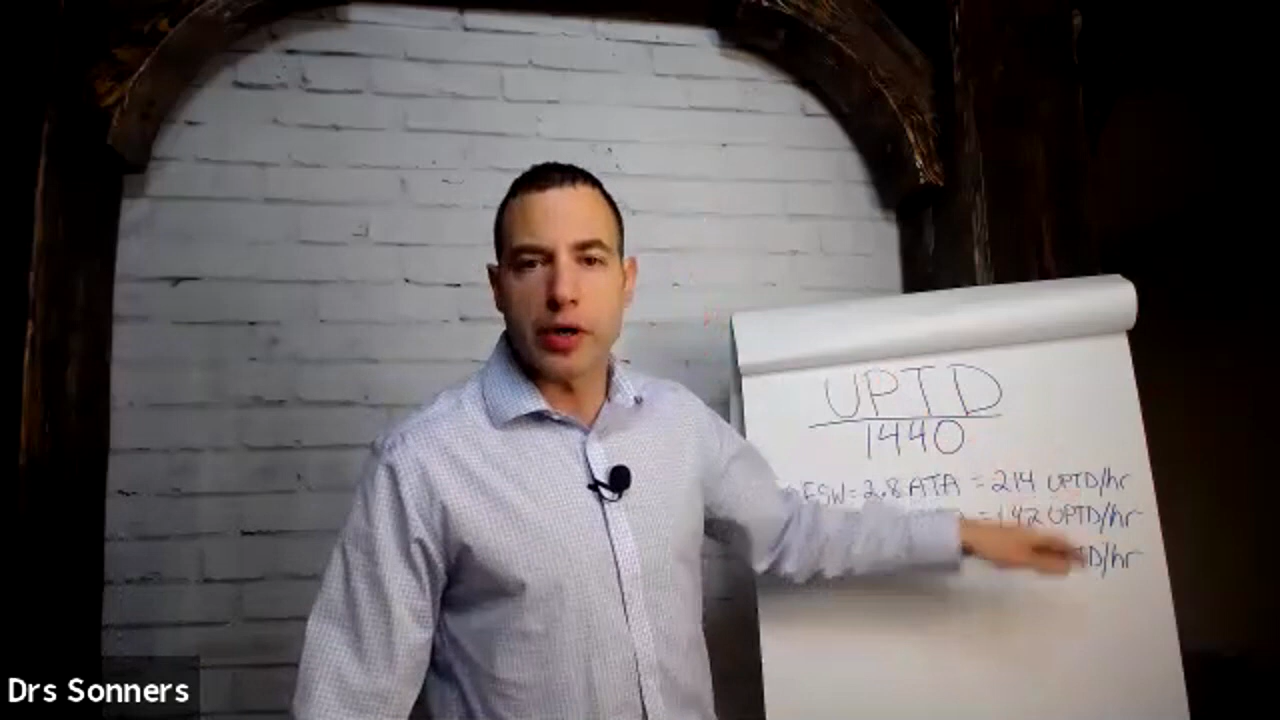 UPTD
1440
FSW = 2.8 ATA = 214 UPTD/hr
= 142 UPTD/hr
/hr
Drs Sonners